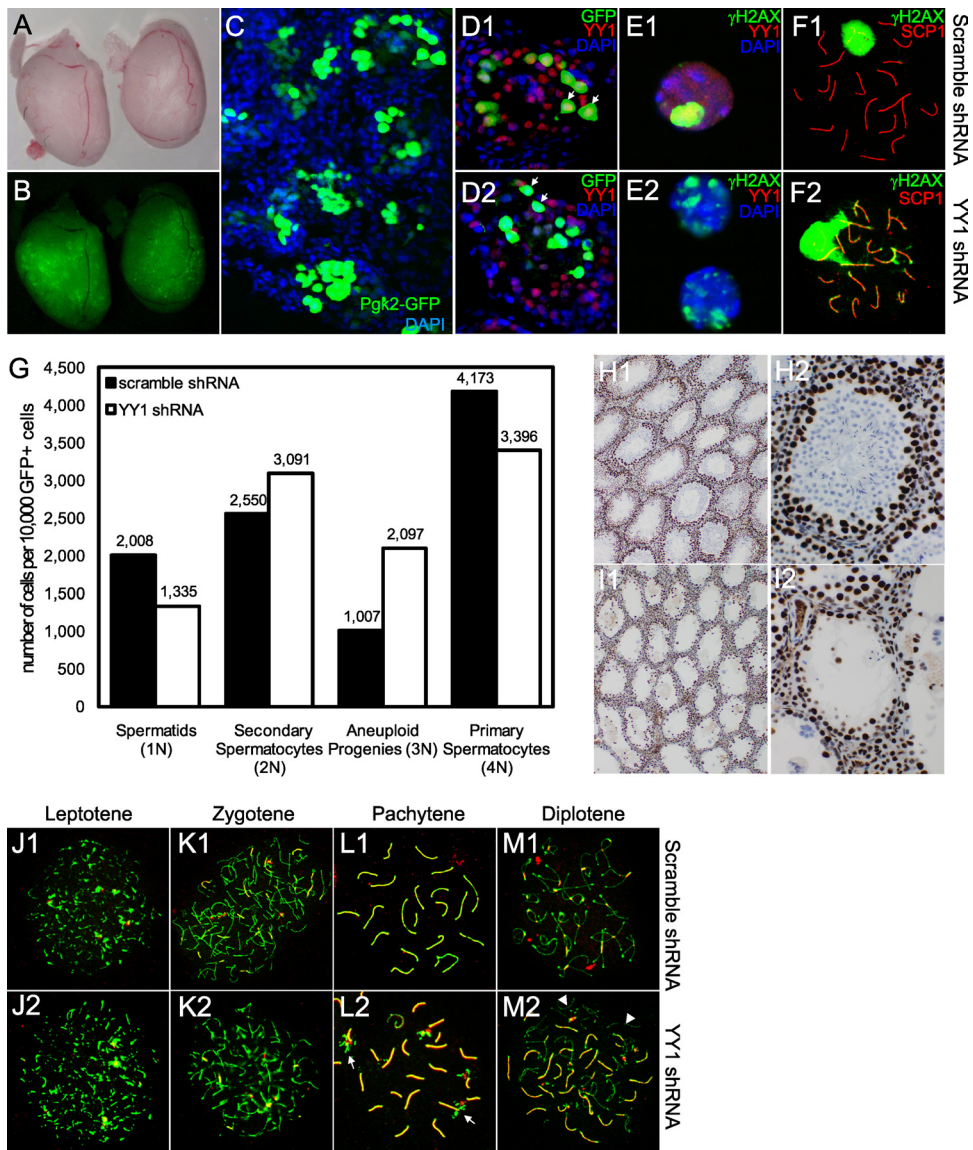 A
B
C
Pgk2-GFP
DAPI
D1
GFP
YY1
DAPI
E1
γH2AX
YY1
DAPI
F1
γH2AX
SCP1
Scramble shRNA
D2
GFP
YY1
DAPI
E2
γH2AX
YY1
DAPI
F2
γH2AX
SCP1
YY1 shRNA
G
number of cells per 10,000 GFP+ cells
4,500
4,000
3,500
3,000
2,500
2,000
1,500
1,000
500
0
scramble shRNA
YY1 shRNA
2,008
1,335
2,550
3,091
1,007
2,097
4,173
3,396
Spermatids
(1N)
Secondary
Spermatocytes
(2N)
Aneuploid
Progenies (3N)
Primary
Spermatocytes
(4N)
H1
H2
I1
I2
Leptotene
Zygotene
Pachytene
Diplotene
J1
K1
L1
M1
Scramble shRNA
J2
K2
L2
M2
YY1 shRNA